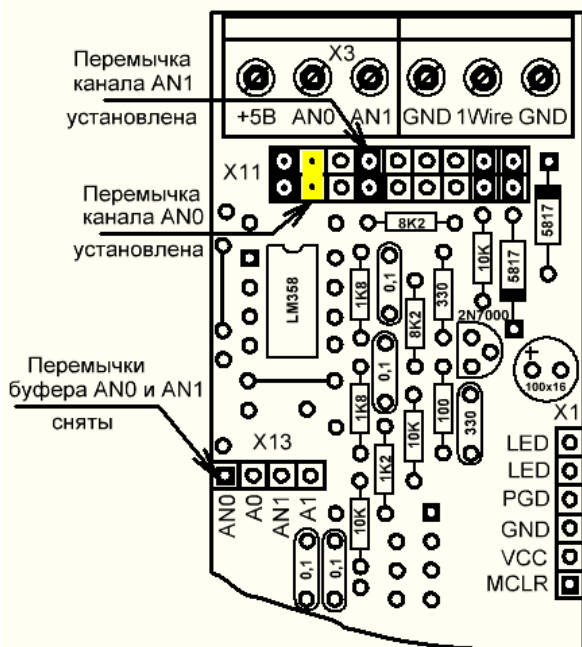 Перемычка
канала AN1
установлена
X3
+5В AN0 AN1 GND 1Wire GND
X11
Перемычка
канала AN0
установлена
8K2
5817
10K
5817
LM358
1K8
0,1
8K2
330
2N7000
Перемычки
буфера AN0 и AN1
сняты
0,1
+
100x16
1K8
10K
100
330
X1
X13
1K2
LED
LED
PGD
GND
VCC
MCLR
AN0
A0
AN1
A1
10K
0,1
0,1